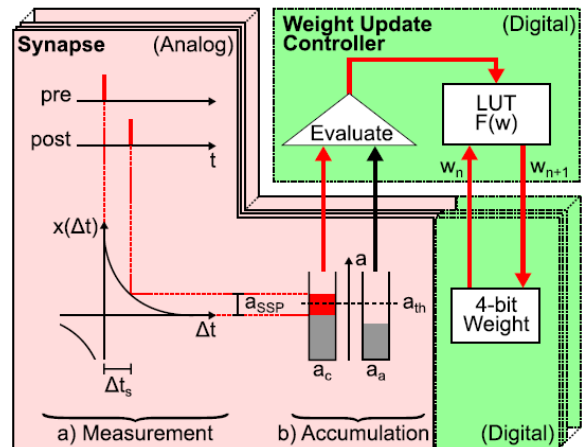 Synapse (Analog)
Weight Update
Controller (Digital)
pre
post
t
Evaluate
LUT
F(w)
wn
wn+1
x(Δt)
aSSP
a
ath
Δt
4-bit
Weight
Δts
ac
aa
a) Measurement
b) Accumulation
(Digital)